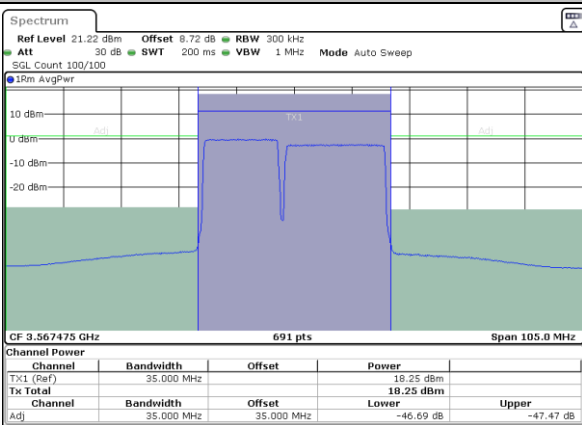 Spectrum
Ref Level 21.22 dBm Offset 8.72 dB RBW 300 kHz
Att 30 dB SWT 200 ms VBW 1 MHz Mode Auto Sweep
SGL Count 100/100
1Rm AvgPwr
10 dBm
TX1
Adj
Adj
0 dBm
-10 dBm
-20 dBm
CF 3.567475 GHz 691 pts Span 105.0 MHz
Channel Power
Channel Bandwidth Offset Power
TX1 (Ref) 35.000 MHz 18.25 dBm
Tx Total 18.25 dBm
Channel Bandwidth Offset Lower Upper
Adj 35.000 MHz 35.000 MHz -46.69 dB -47.47 dB